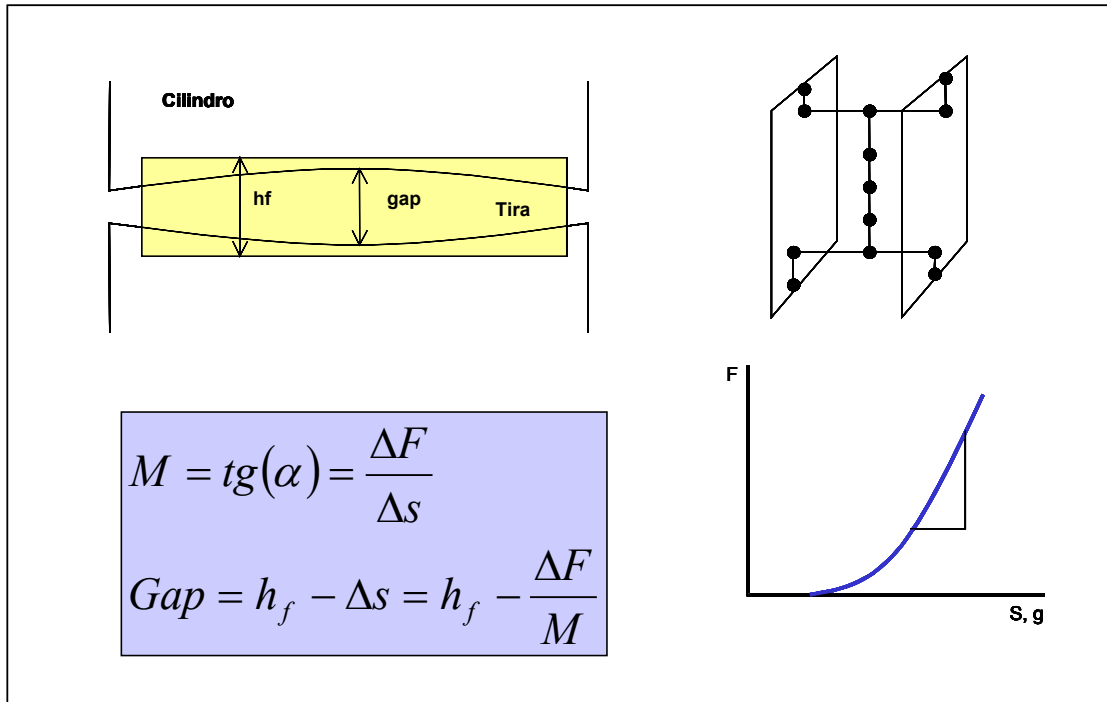 Cilindro
hf
gap
Tira
M = tg(α) = ΔF/Δs
Gap = h_f − Δs = h_f − ΔF/M
F
S, g